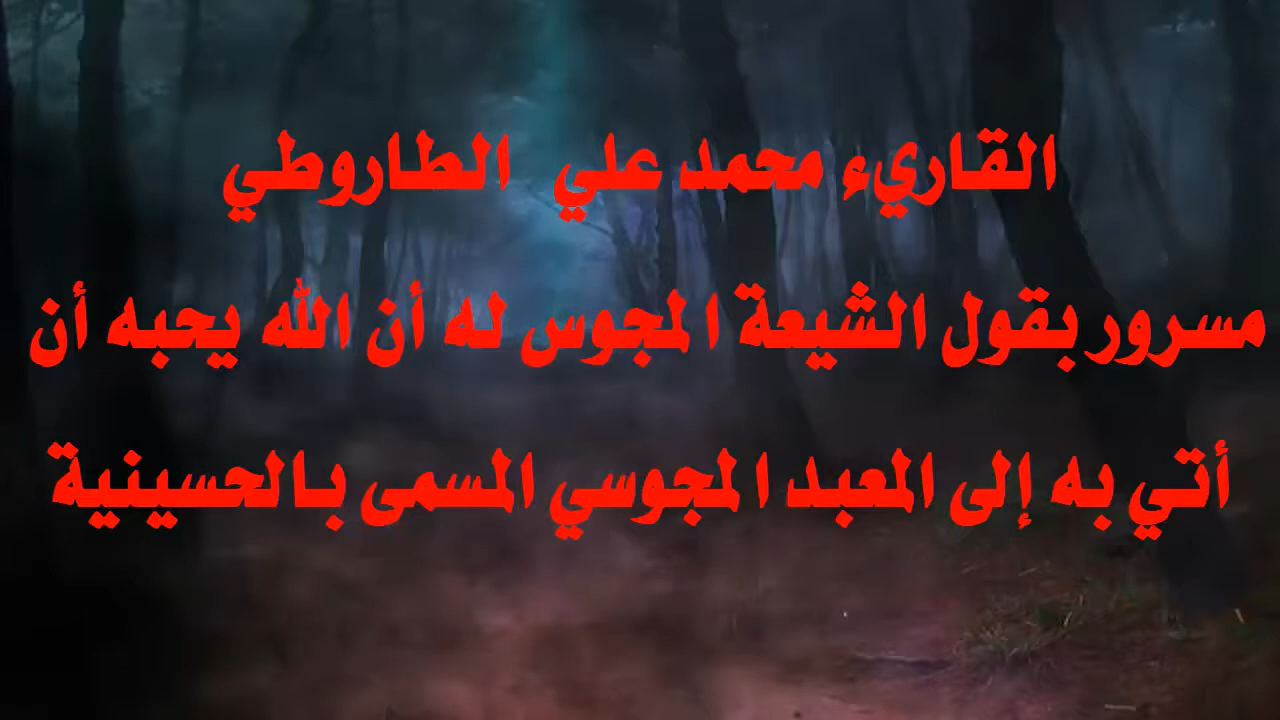 القاريء محمد علي الطاروطي
مسرور بقول الشيعة المجوس له أن الله يحبه أن
أتي به إلى المعبد المجوسي المسمى بالحسينية